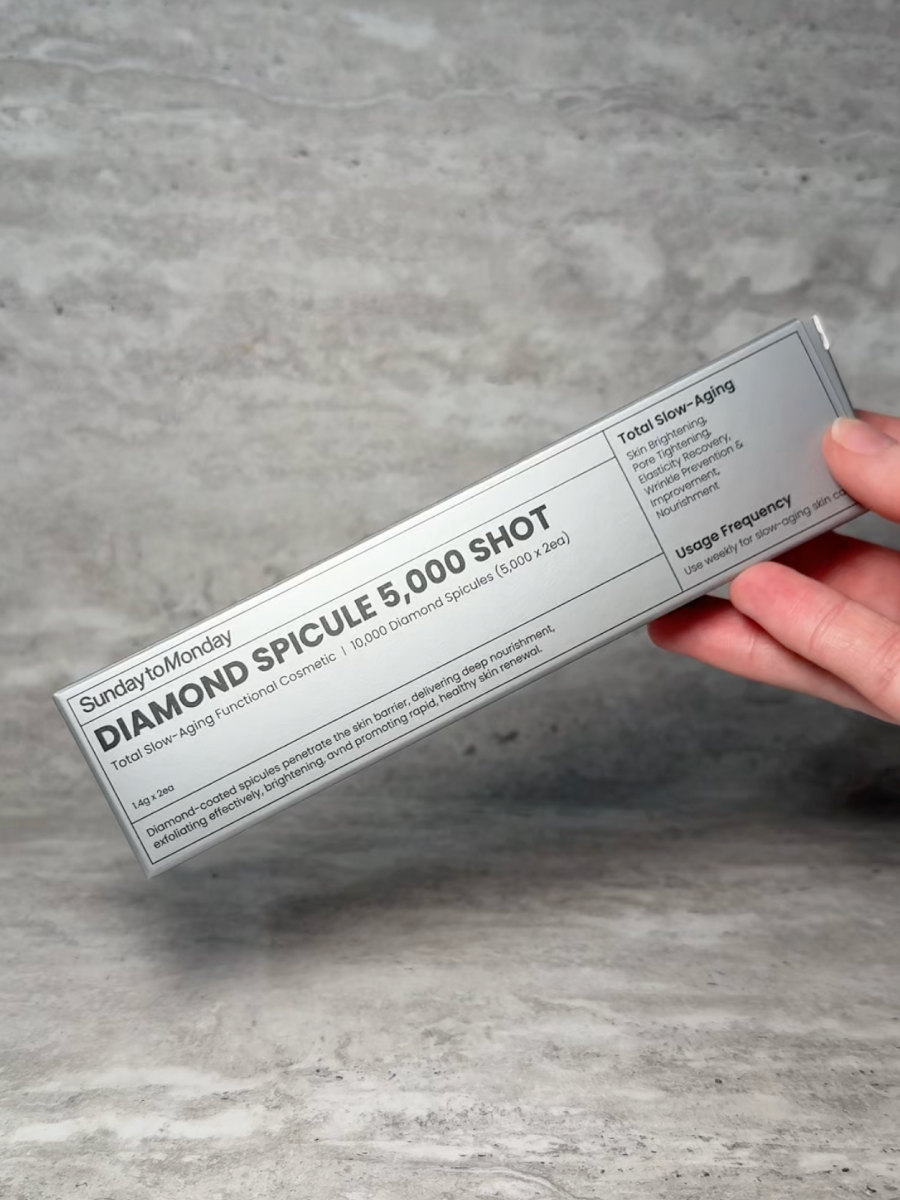 SundaytoMonday
DIAMOND SPICULE 5,000 SHOT
Total Slow-Aging Functional Cosmetic | 10,000 Diamond Spicules (5,000 x 2ea)
1.4g x 2ea
Diamond-coated spicules penetrate the skin barrier, delivering deep nourishment,
exfoliating effectively, brightening, avnd promoting rapid, healthy skin renewal.
Total Slow-Aging
Skin Brightening,
Pore Tightening,
Elasticity Recovery,
Wrinkle Prevention &
Improvement,
Nourishment
Usage Frequency
Use weekly for slow-aging skin